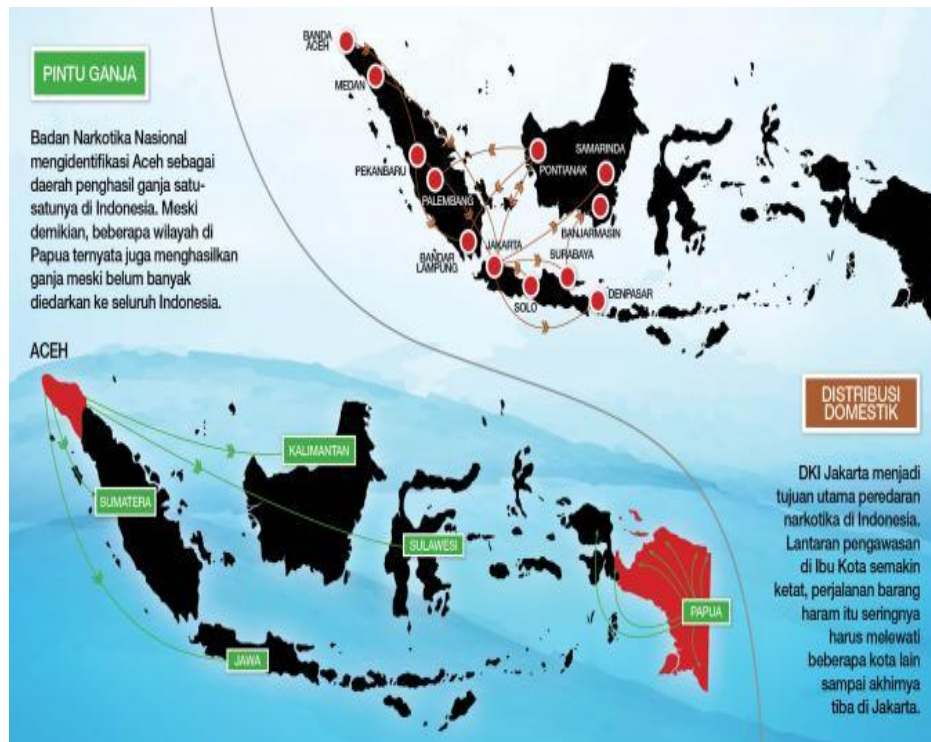 PINTU GANJA
Badan Narkotika Nasional
mengidentifikasi Aceh sebagai
daerah penghasil ganja satu-
satunya di Indonesia. Meski
demikian, beberapa wilayah di
Papua ternyata juga menghasilkan
ganja meski belum banyak
diedarkan ke seluruh Indonesia.
BANDA
ACEH
MEDAN
PEKANBARU
PALEMBANG
BANDAR
LAMPUNG
JAKARTA
SOLO
SURABAYA
DENPASAR
PONTIANAK
SAMARINDA
BANJARMASIN
ACEH
SUMATERA
KALIMANTAN
SULAWESI
JAWA
PAPUA
DISTRIBUSI
DOMESTIK
DKI Jakarta menjadi
tujuan utama peredaran
narkotika di Indonesia.
Lantaran pengawasan
di Ibu Kota semakin
ketat, perjalanan barang
haram itu seringnya
harus melewati
beberapa kota lain
sampai akhirnya
tiba di Jakarta.